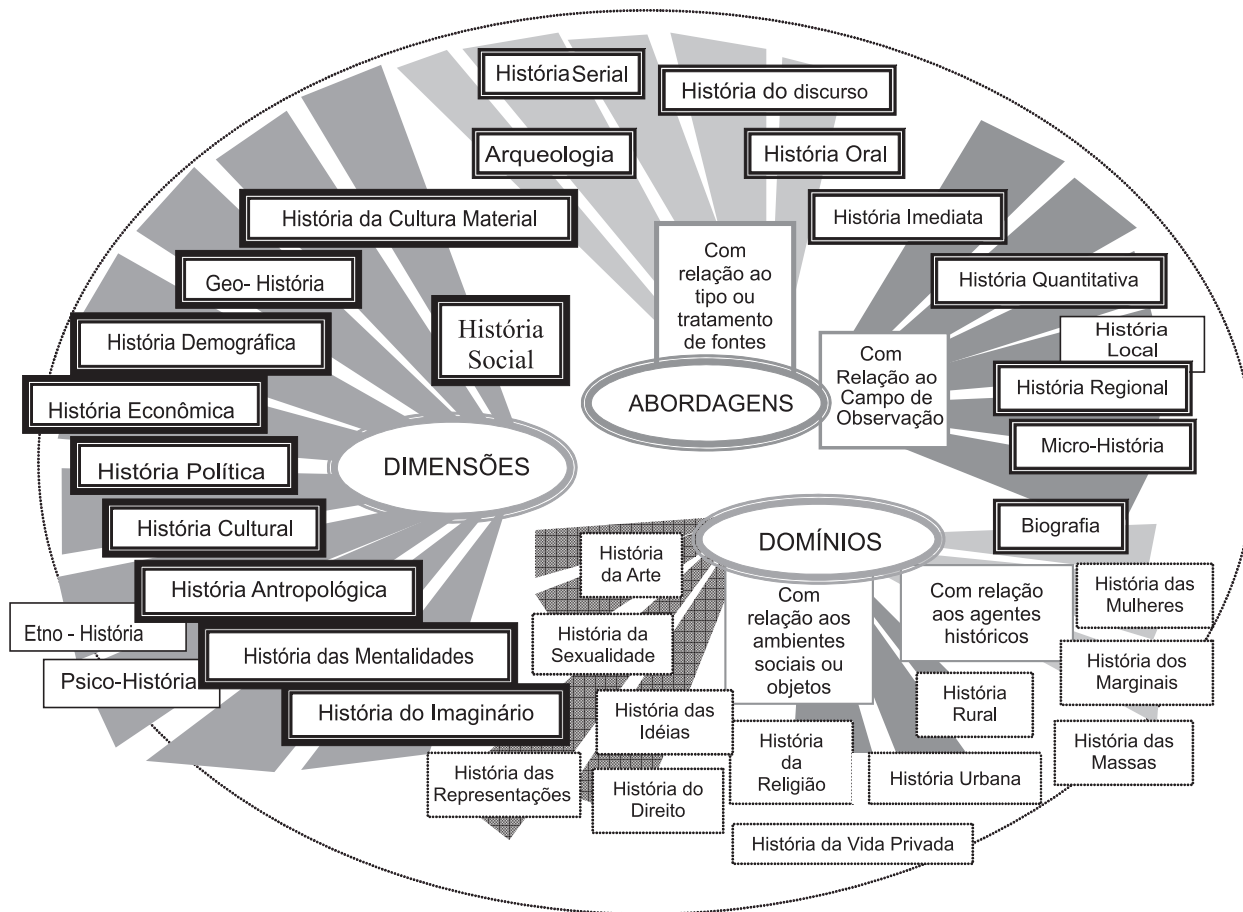 História Serial
História do discurso
Arqueologia
História Oral
História da Cultura Material
História Imediata
Geo- História
Com
relação ao
tipo ou
tratamento
de fontes
História Quantitativa
História Demográfica
História
Social
Com
Relação ao
Campo de
Observação
História
Local
História Econômica
ABORDAGENS
História Regional
História Política
DIMENSÕES
Micro-História
História Cultural
DOMÍNIOS
Biografia
História Antropológica
História
da Arte
Com
relação aos
ambientes
sociais ou
objetos
Com relação
aos agentes
históricos
História das
Mulheres
Etno - História
História das Mentalidades
História da
Sexualidade
História dos
Marginais
Psico-História
História do Imaginário
História das
Idéias
História
Rural
História das
Representações
História do
Direito
História
da
Religião
História Urbana
História das
Massas
História da Vida Privada